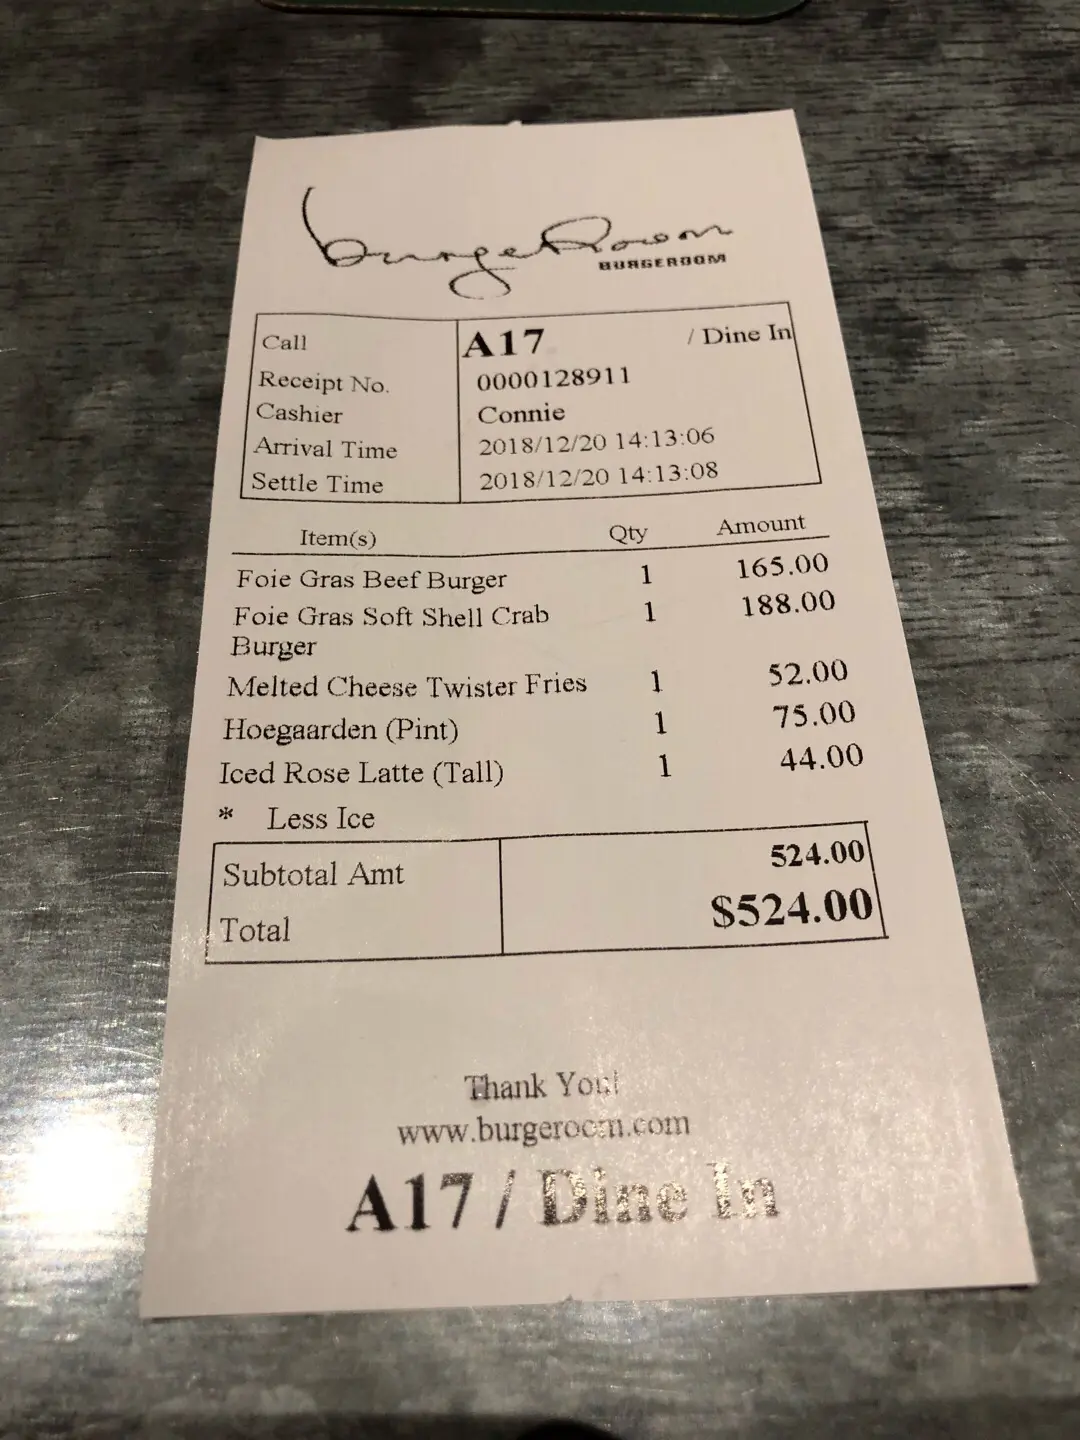 burgeRoom
BURGEROOM
Call A17 / Dine In
Receipt No. 0000128911
Cashier Connie
Arrival Time 2018/12/20 14:13:06
Settle Time 2018/12/20 14:13:08
Item(s) Qty Amount
Foie Gras Beef Burger 1 165.00
Foie Gras Soft Shell Crab 1 188.00
Burger
Melted Cheese Twister Fries 1 52.00
Hoegaarden (Pint) 1 75.00
Iced Rose Latte (Tall) 1 44.00
* Less Ice
Subtotal Amt 524.00
Total $524.00
Thank You!
www.burgeroom.com
A17 / Dine In